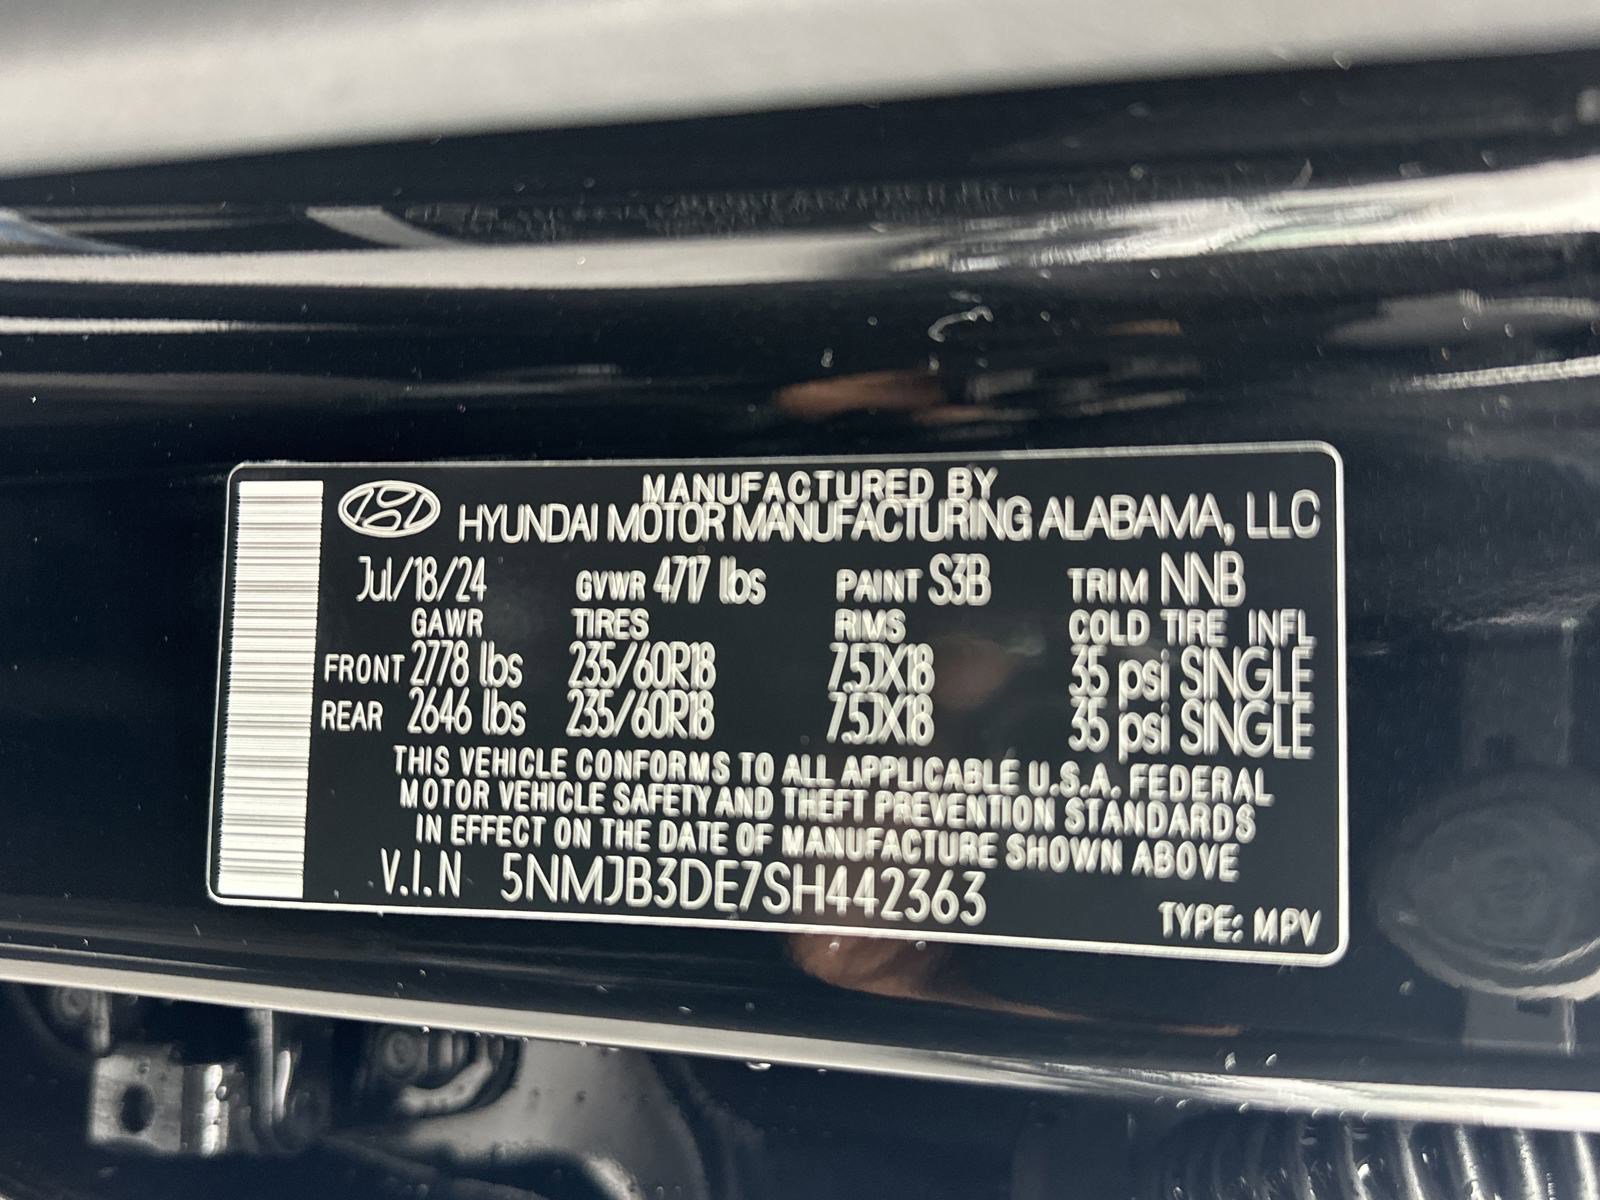 MANUFACTURED BY
HYUNDAI MOTOR MANUFACTURING ALABAMA, LLC
Jul/18/24 GVWR 4717 lbs PAINT S3B TRIM NNB
GAWR TIRES RIMS COLD TIRE INFL
FRONT 2778 lbs 235/60R18 7.5JX18 35 psi SINGLE
REAR 2646 lbs 235/60R18 7.5JX18 35 psi SINGLE
THIS VEHICLE CONFORMS TO ALL APPLICABLE U.S.A. FEDERAL
MOTOR VEHICLE SAFETY AND THEFT PREVENTION STANDARDS
IN EFFECT ON THE DATE OF MANUFACTURE SHOWN ABOVE
V.I.N 5NMJB3DE7SH442363
TYPE: MPV